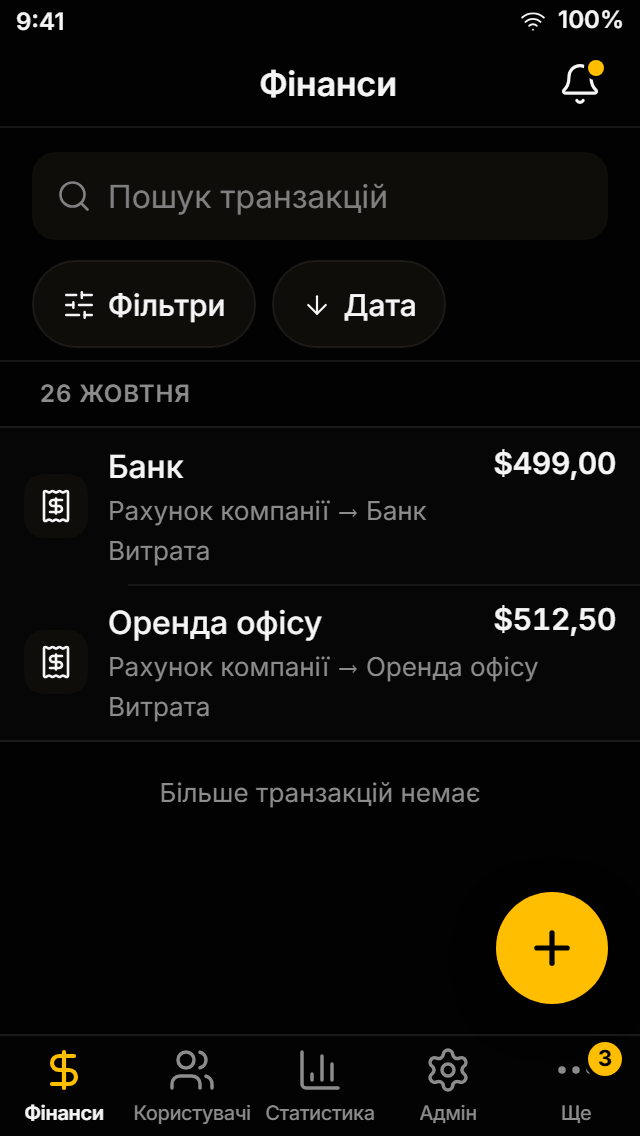 9:41
100%
Фінанси
Пошук транзакцій
Фільтри
Дата
26 ЖОВТНЯ
Банк
$499,00
Рахунок компанії → Банк
Витрата
Оренда офісу
$512,50
Рахунок компанії → Оренда офісу
Витрата
Більше транзакцій немає
3
Фінанси
Користувачі
Статистика
Адмін
Ще